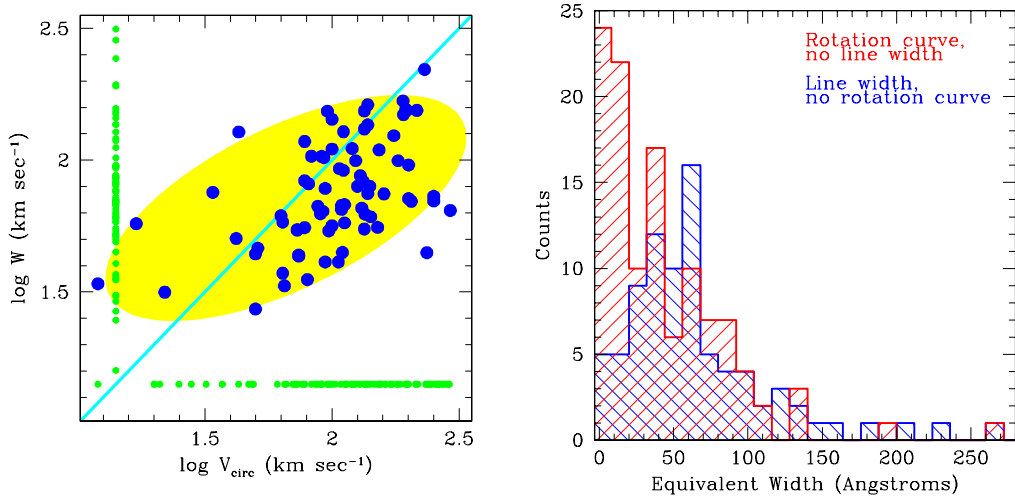 2.5
2
1.5
log W (km sec⁻¹)
1.5
2
2.5
log V_circ (km sec⁻¹)
25
20
15
10
5
0
Counts
Rotation curve,
no line width
Line width,
no rotation curve
0
50
100
150
200
250
Equivalent Width (Angstroms)